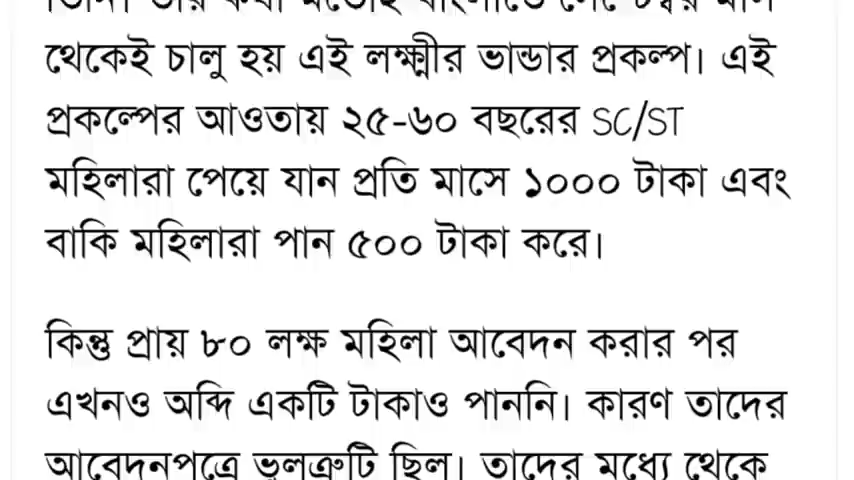 থেকেই চালু হয় এই লক্ষ্মীর ভান্ডার প্রকল্প। এই
প্রকল্পের আওতায় ২৫-৬০ বছরের SC/ST
মহিলারা পেয়ে যান প্রতি মাসে ১০০০ টাকা এবং
বাকি মহিলারা পান ৫০০ টাকা করে।
কিন্তু প্রায় ৮০ লক্ষ মহিলা আবেদন করার পর
এখনও অব্দি একটি টাকাও পাননি। কারণ তাদের
আবেদনপত্রে ভুলত্রুটি ছিল। তাদের মধ্যে থেকে